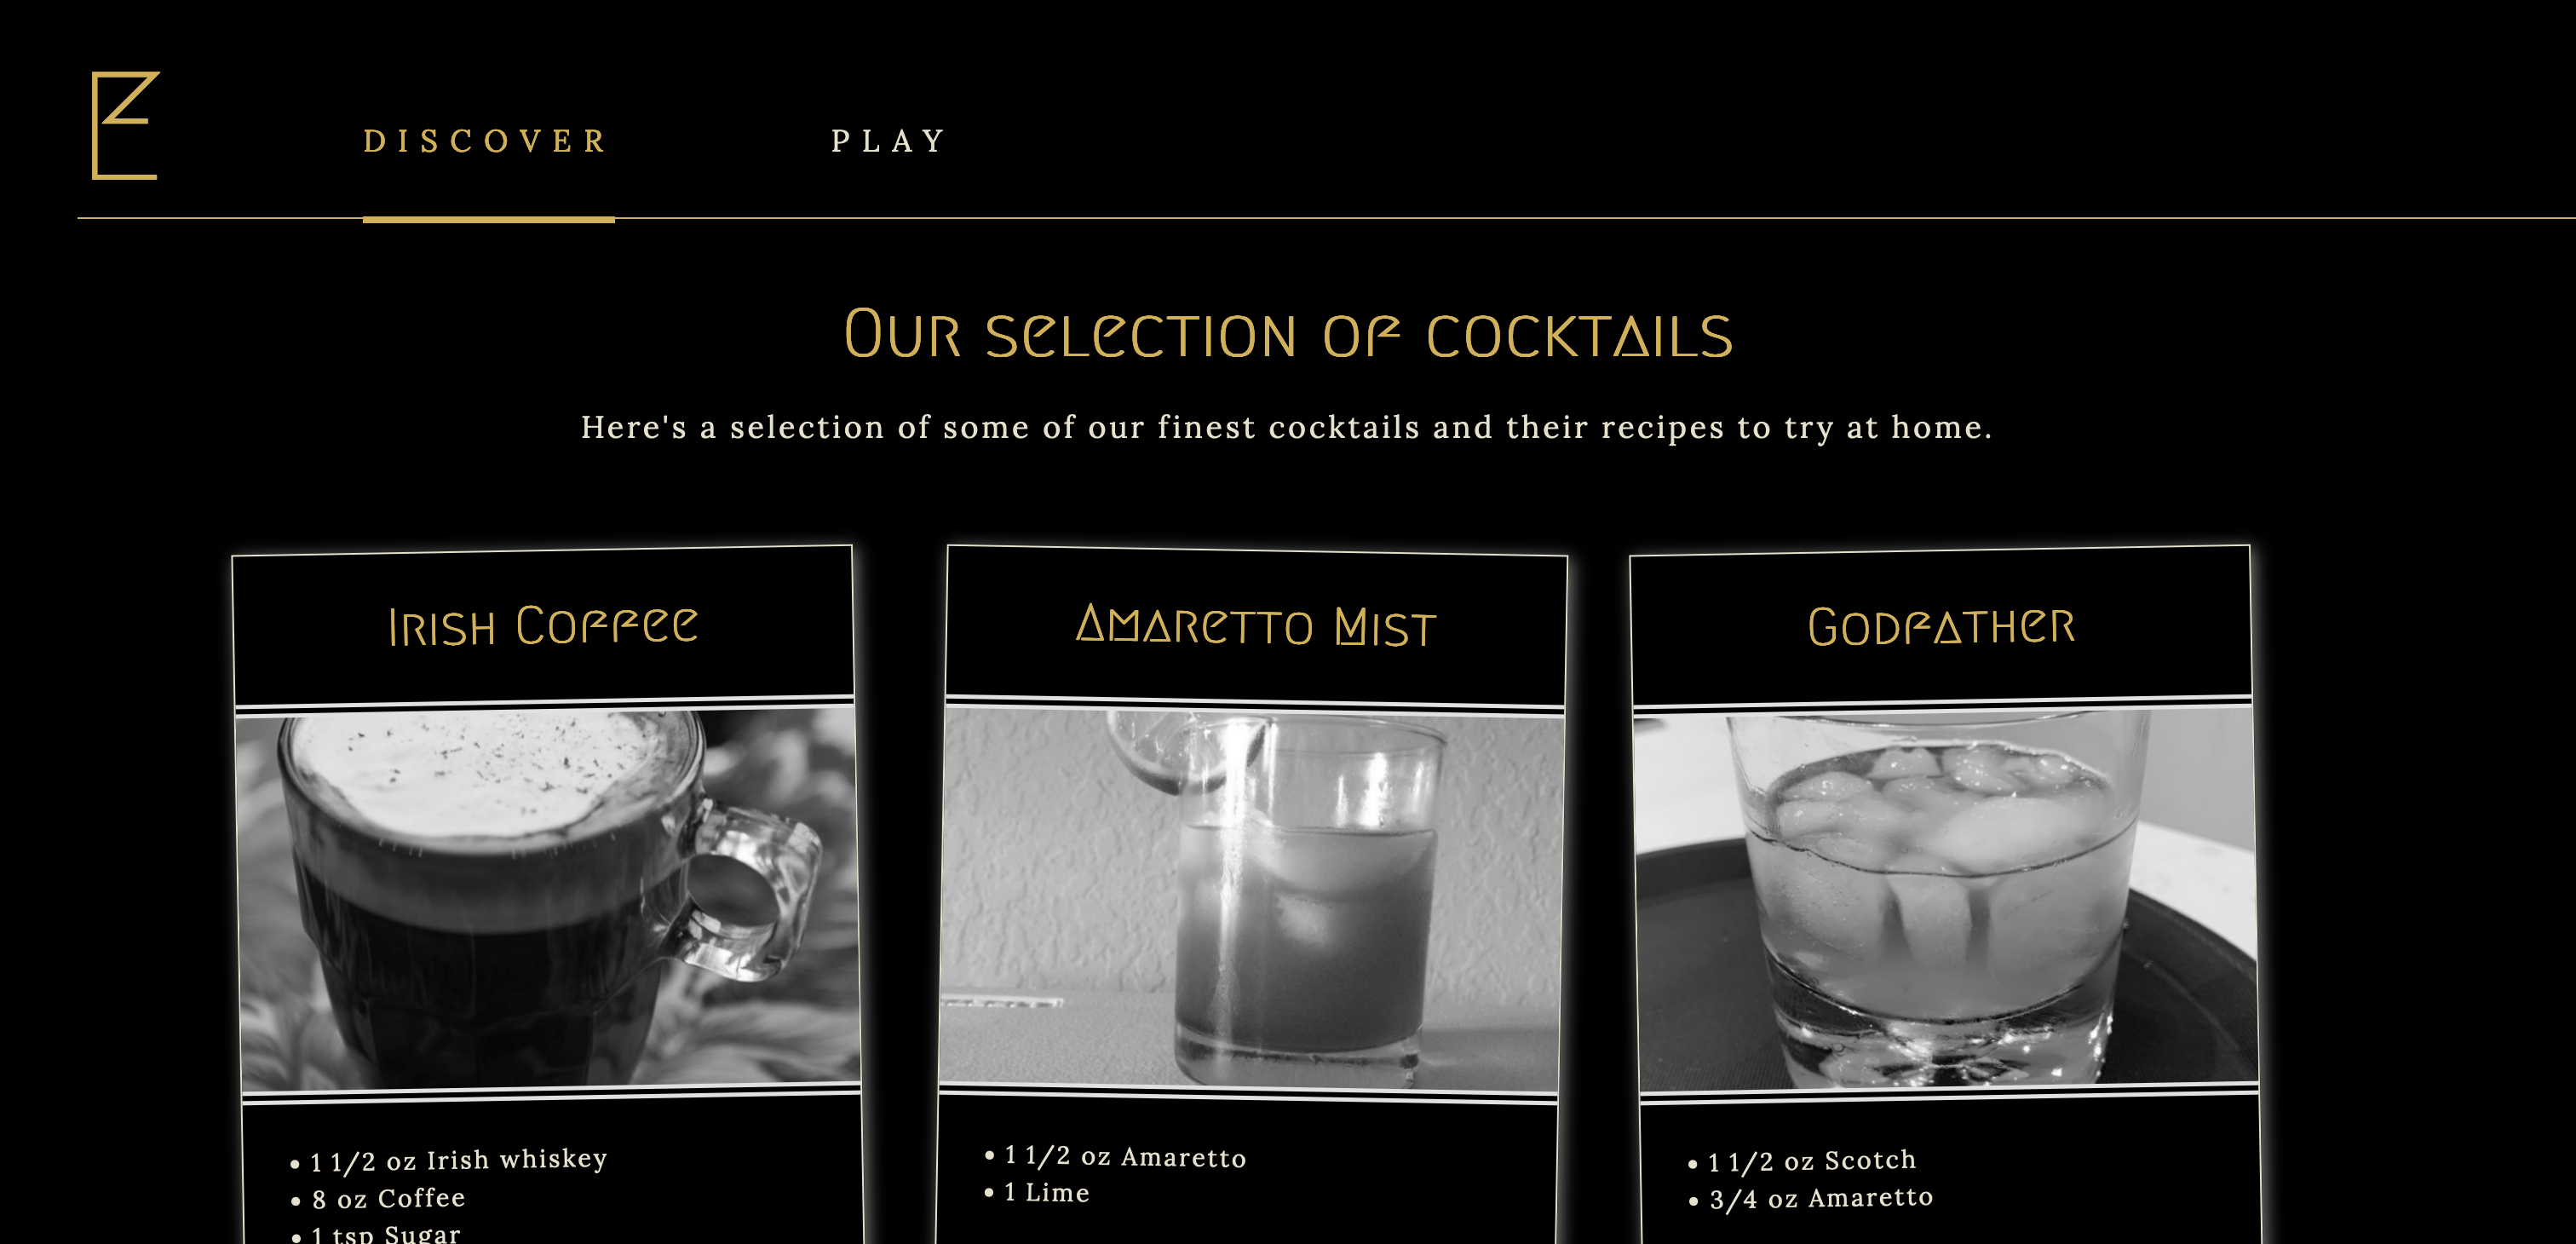 E
DISCOVER
PLAY
Our selection of cocktails
Here's a selection of some of our finest cocktails and their recipes to try at home.
Irish Coffee
1 1/2 oz Irish whiskey
8 oz Coffee
1 tsp Sugar
Amaretto Mist
1 1/2 oz Amaretto
1 Lime
Godfather
1 1/2 oz Scotch
3/4 oz Amaretto